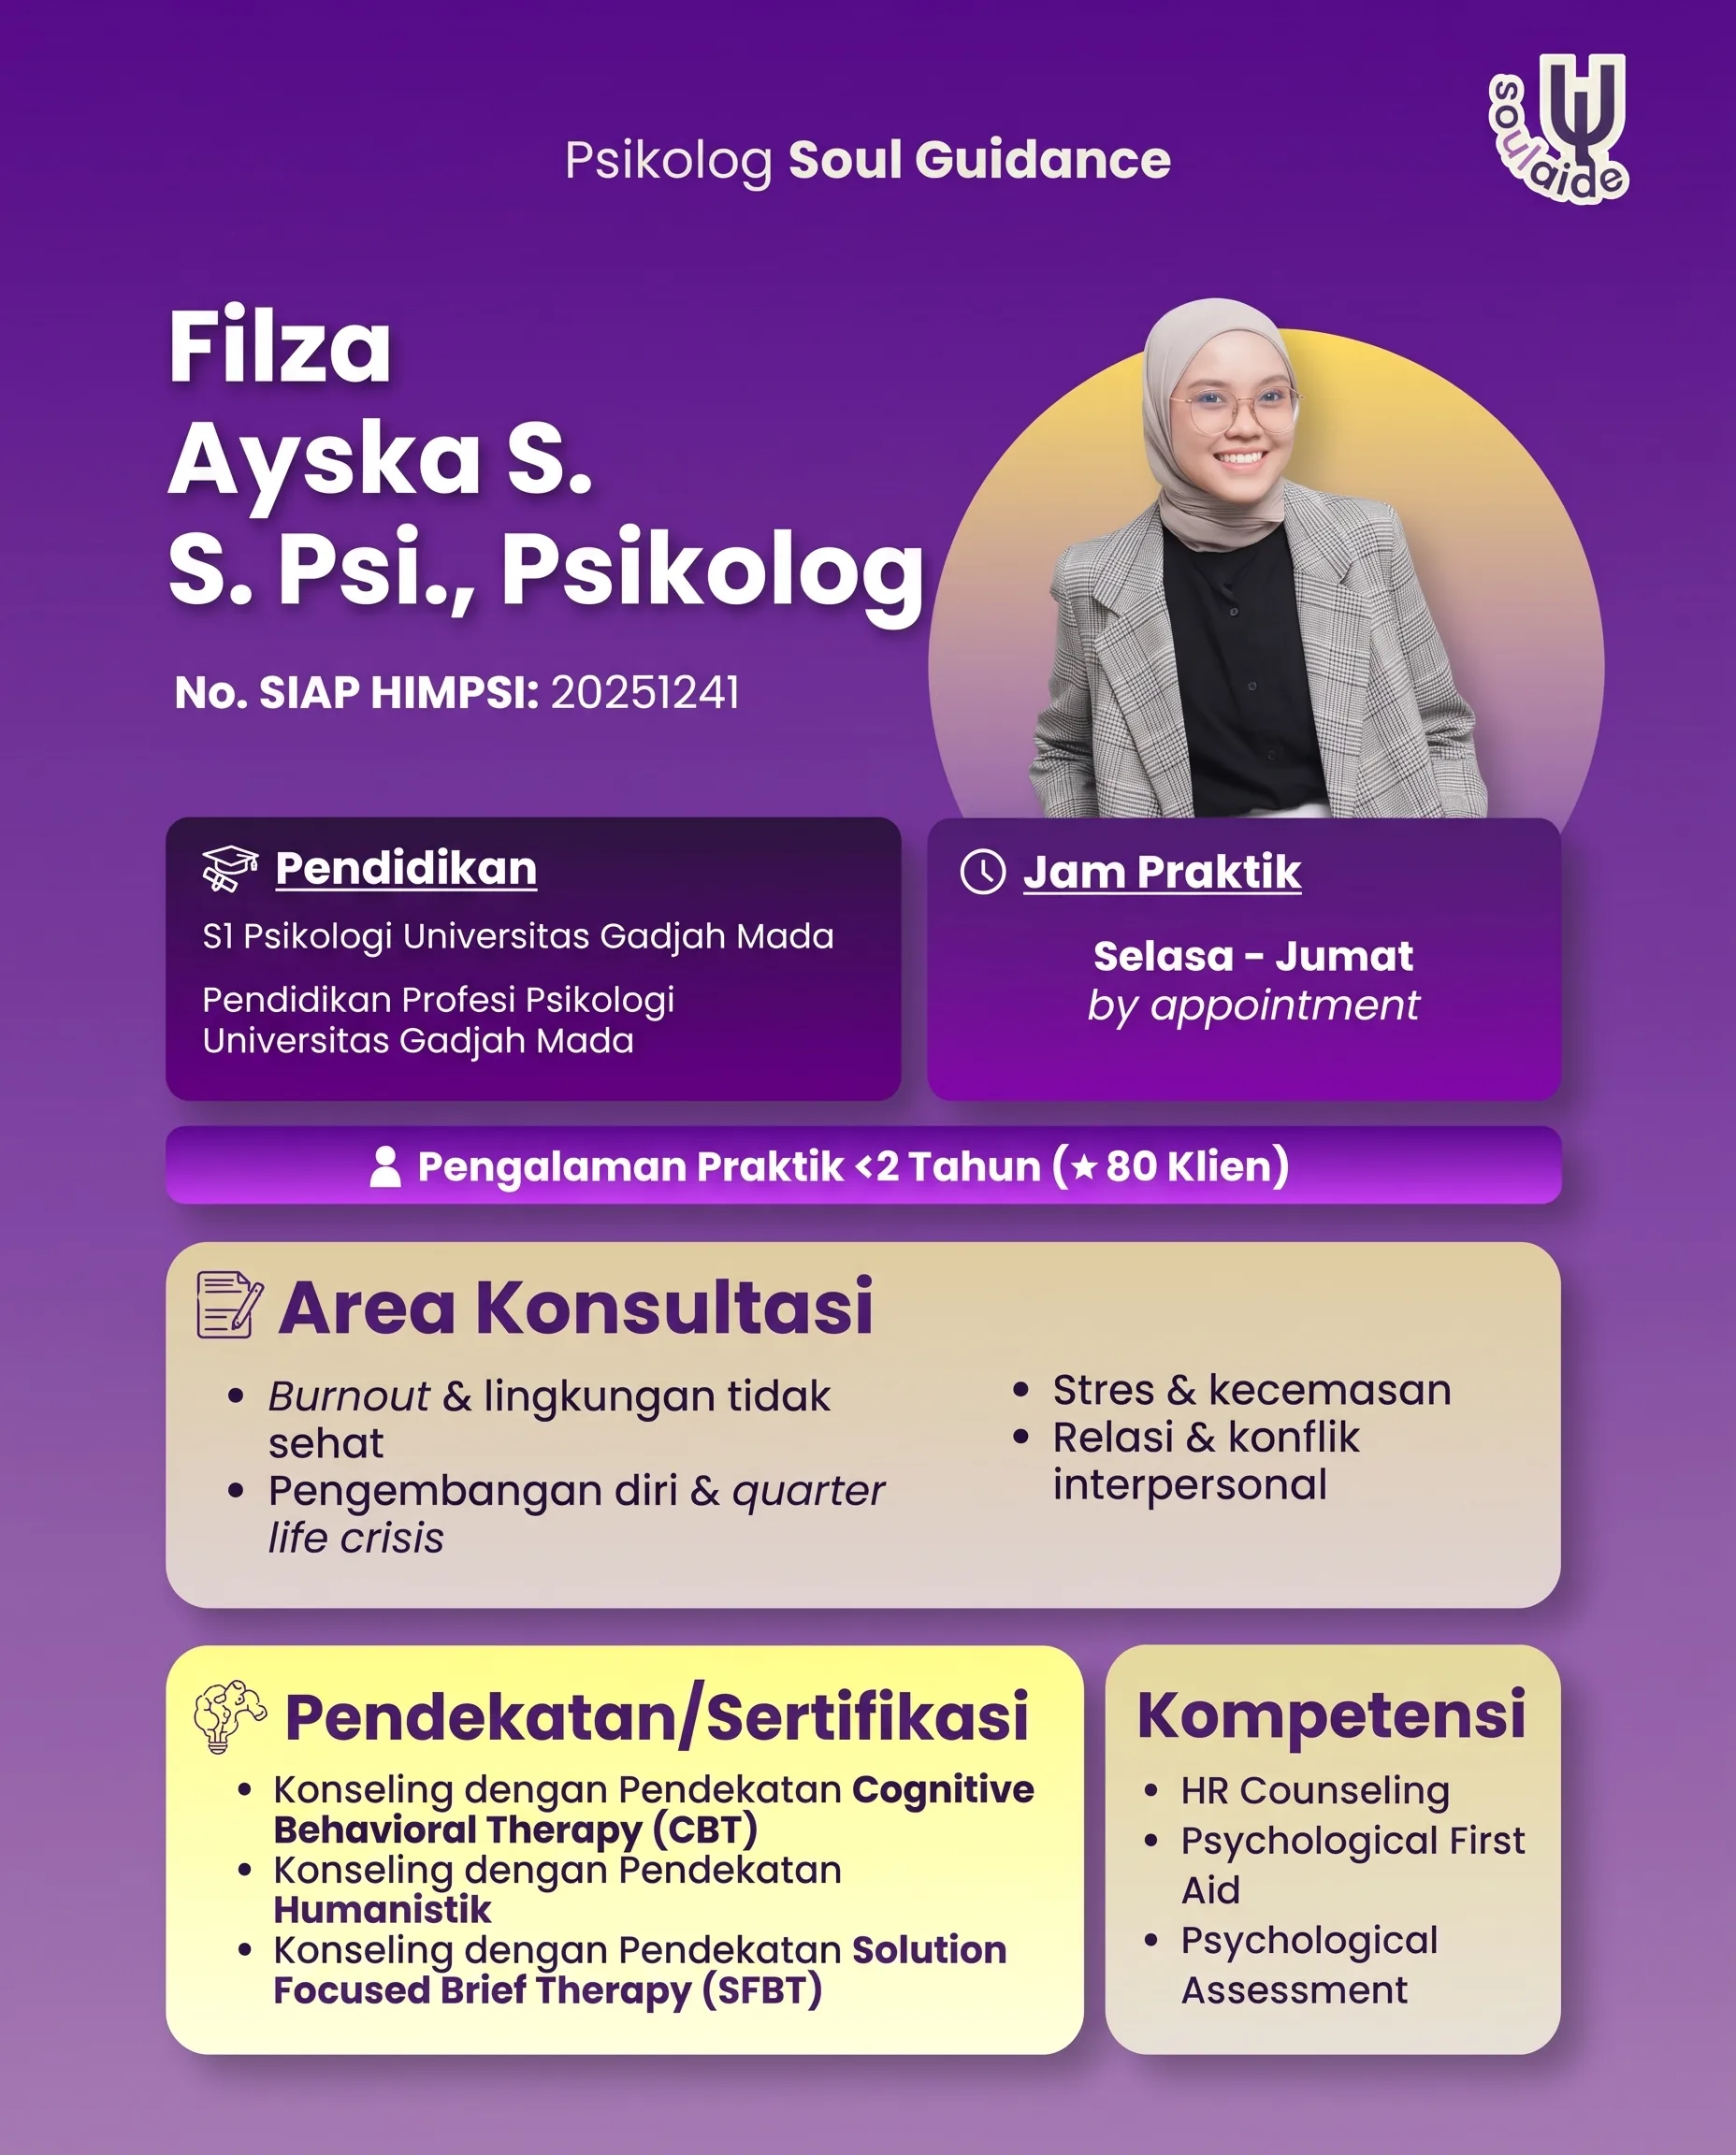 Psikolog Soul Guidance
soulaide
Filza
Ayska S.
S. Psi., Psikolog
No. SIAP HIMPSI: 20251241
Pendidikan
S1 Psikologi Universitas Gadjah Mada
Pendidikan Profesi Psikologi
Universitas Gadjah Mada
Jam Praktik
Selasa - Jumat
by appointment
Pengalaman Praktik <2 Tahun (★80 Klien)
Area Konsultasi
• Burnout & lingkungan tidak
sehat
• Pengembangan diri & quarter
life crisis
• Stres & kecemasan
• Relasi & konflik
interpersonal
Pendekatan/Sertifikasi
• Konseling dengan Pendekatan Cognitive
Behavioral Therapy (CBT)
• Konseling dengan Pendekatan
Humanistik
• Konseling dengan Pendekatan Solution
Focused Brief Therapy (SFBT)
Kompetensi
• HR Counseling
• Psychological First
Aid
• Psychological
Assessment